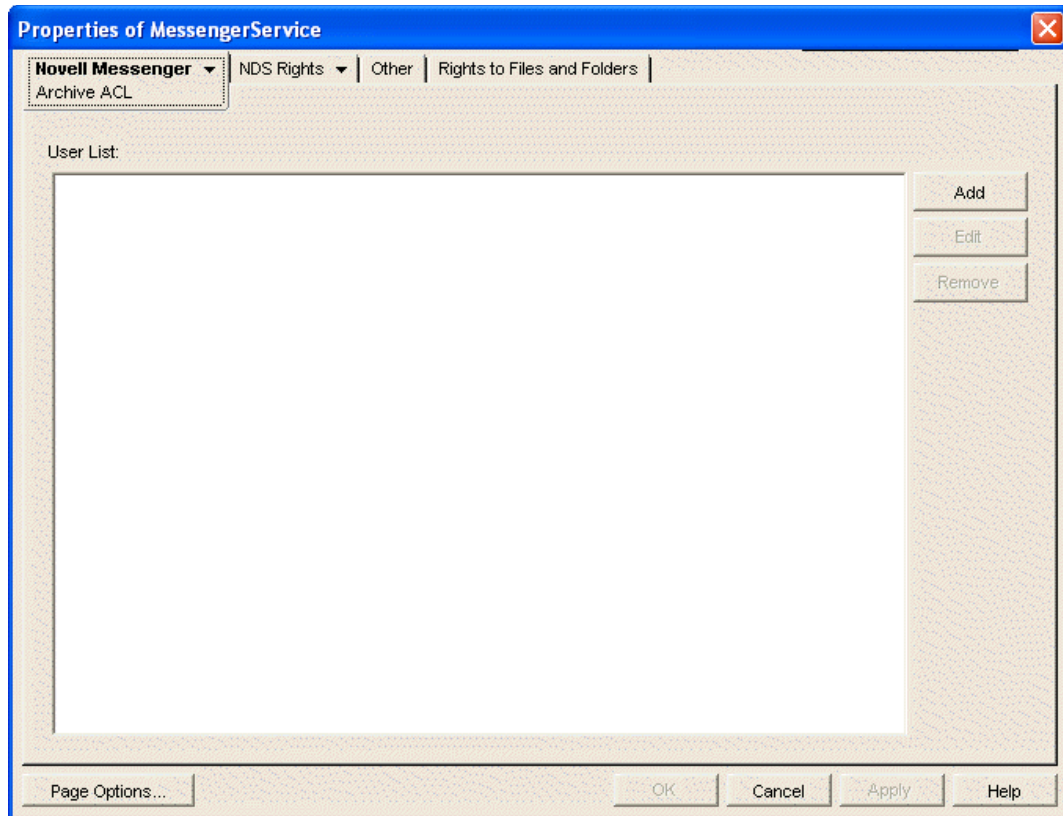 Properties of MessengerService
Novell Messenger NDS Rights Other Rights to Files and Folders
Archive ACL
User List:
Add
Edit
Remove
Page Options... OK Cancel Apply Help